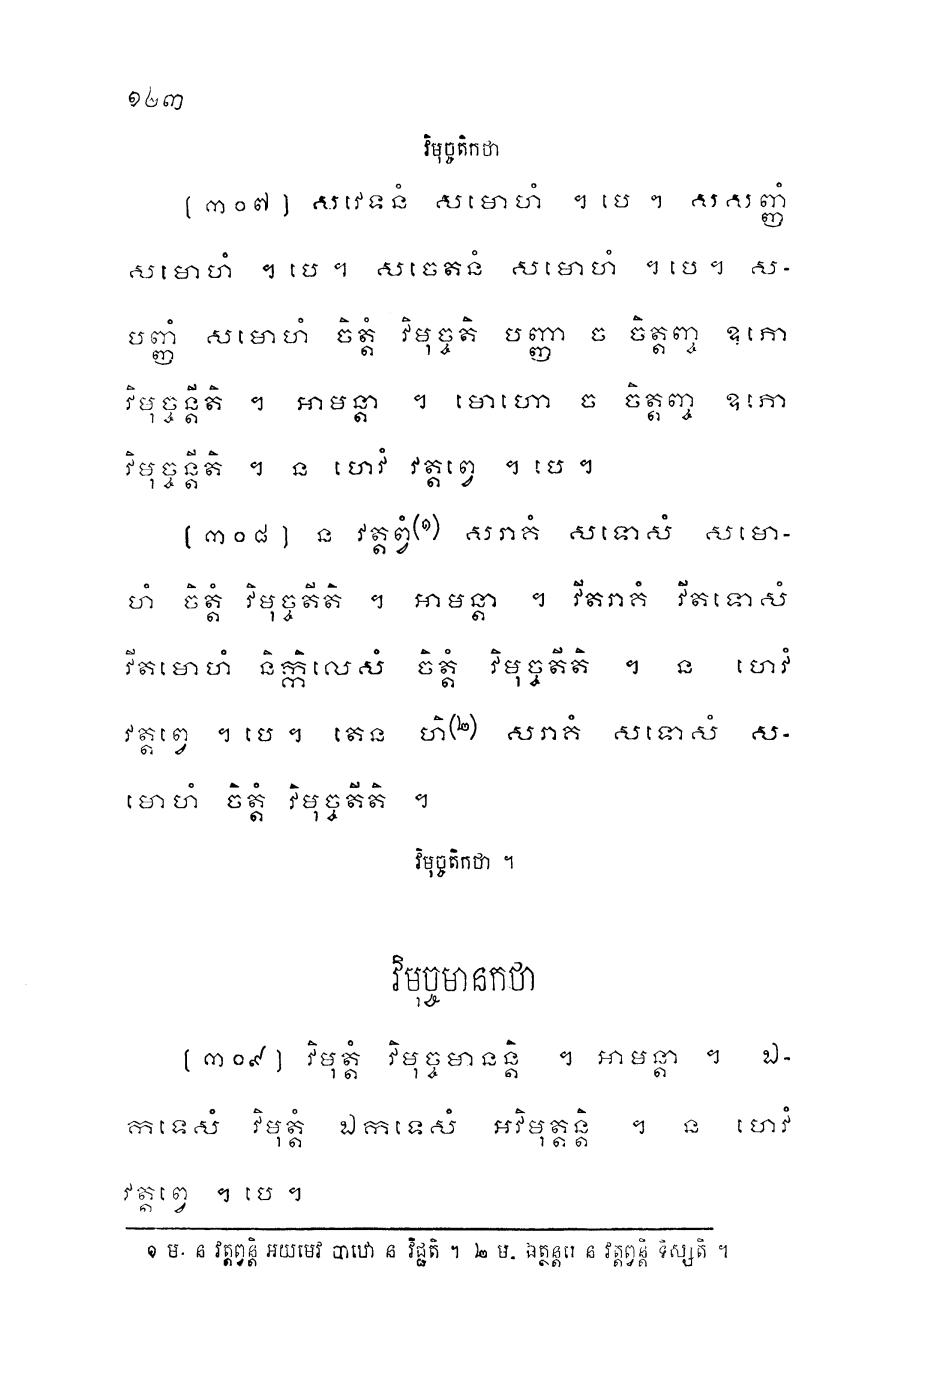 ១៤៣
វិមុច្ចតិកថា
[៣០៧] សវេទនំ សមោហំ ។ បេ ។ សសញ្ញំ
សមោហំ ។ បេ ។ សចេតនំ សមោហំ ។ បេ ។ ស-
បញ្ញំ សមោហំ ចិត្តំ វិមុច្ចតិ បញ្ញា ច ចិត្តញ្ច ឧភោ
វិមុច្ចន្តីតិ ។ អាមន្តា ។ មោហោ ច ចិត្តញ្ច ឧភោ
វិមុច្ចន្តីតិ ។ ន ហេវំ វត្តព្វេ ។ បេ ។
[៣០៨] ន វត្តព្វំ(១) សរាគំ សទោសំ សមោ-
ហំ ចិត្តំ វិមុច្ចតីតិ ។ អាមន្តា ។ វីតរាគំ វីតទោសំ
វីតមោហំ និក្កិលេសំ ចិត្តំ វិមុច្ចតីតិ ។ ន ហេវំ
វត្តព្វេ ។ បេ ។ តេន ហិ(២) សរាគំ សទោសំ ស-
មោហំ ចិត្តំ វិមុច្ចតីតិ ។
វិមុច្ចតិកថា ។
វិមុច្ចមានកថា
[៣០៩] វិមុត្តំ វិមុច្ចមានន្តិ ។ អាមន្តា ។ ឯ-
កទេសំ វិមុត្តំ ឯកទេសំ អវិមុត្តន្តិ ។ ន ហេវំ
វត្តព្វេ ។ បេ ។
១ ម. ន វត្តព្វន្តិ អយមេវ បាឋោ ន វិជ្ជតិ ។ ២ ម. ឯត្ថន្តរេ ន វត្តព្វន្តិ ទិស្សតិ ។